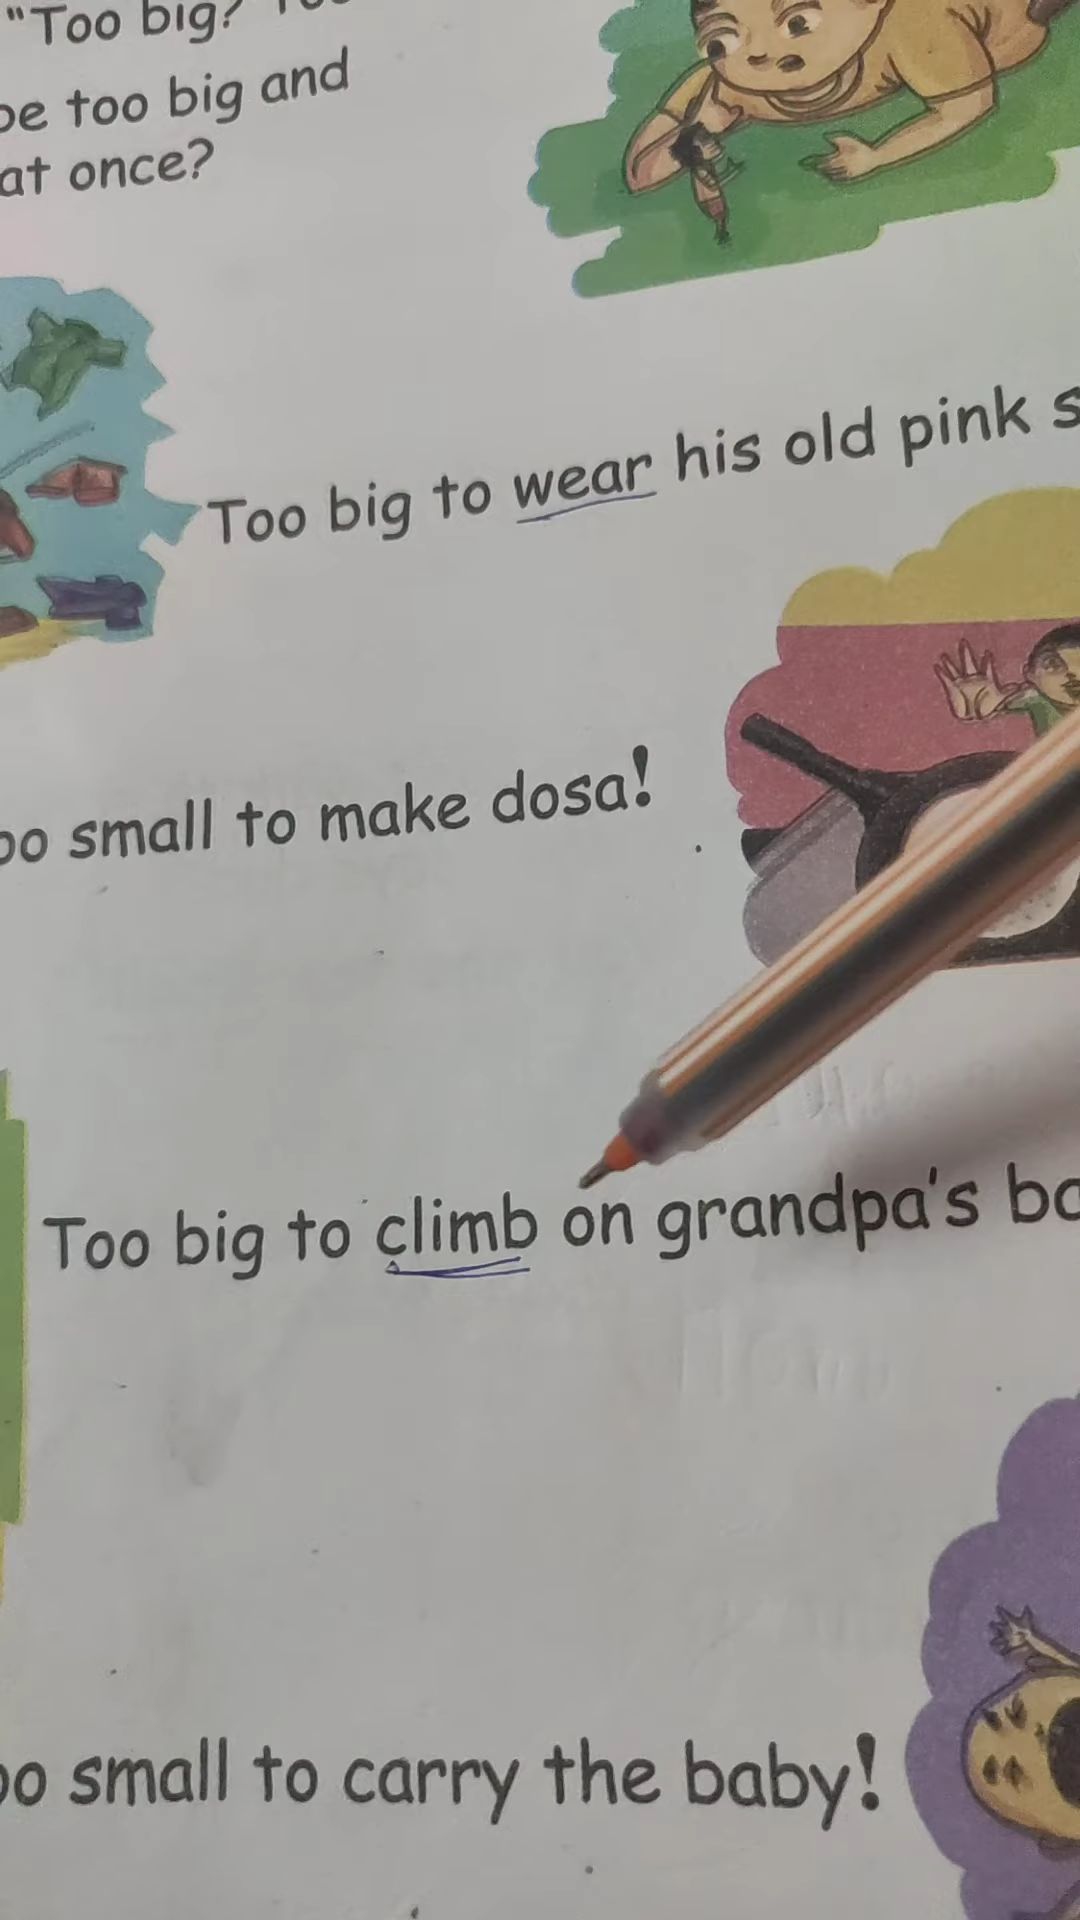 "Too big?
be too big and
at once?
Too big to wear his old pink
small to make dosa!
Too big to climb on grandpa's
small to carry the baby!